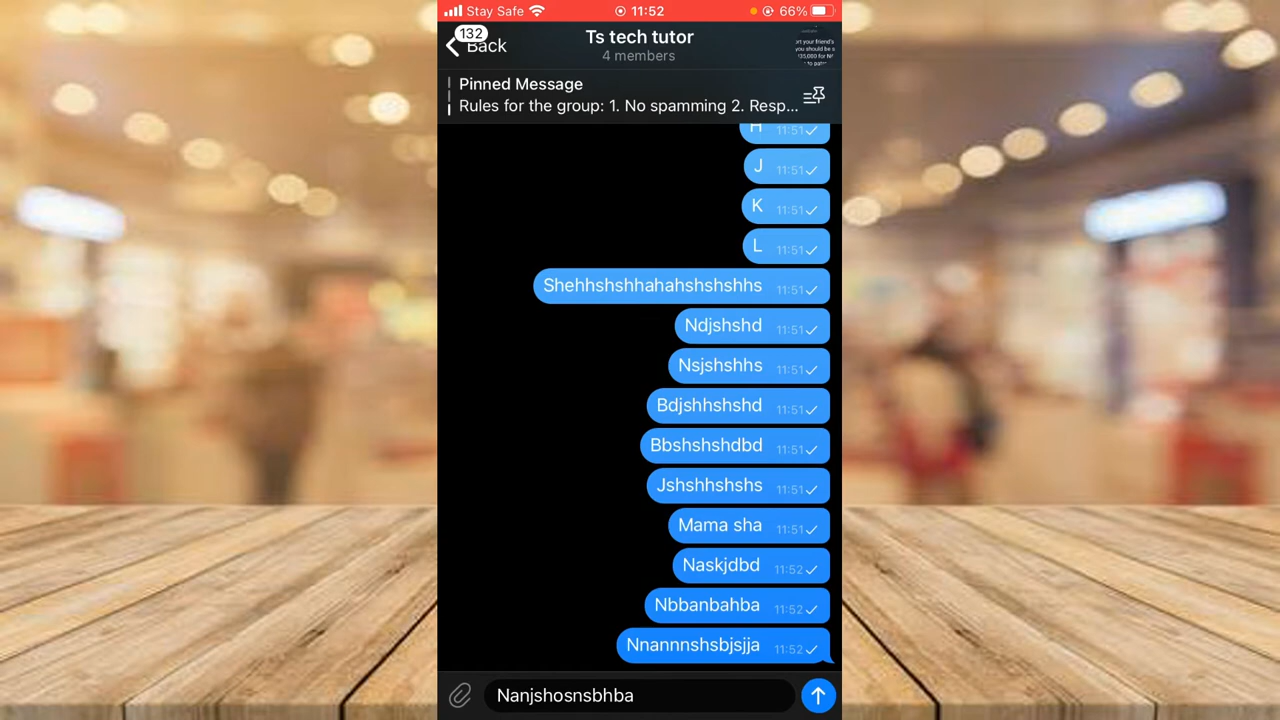 Stay Safe 11:52 66%
132
Back
Ts tech tutor
4 members
Pinned Message
Rules for the group: 1. No spamming 2. Resp...
H 11:51
J 11:51
K 11:51
L 11:51
Shehhshshhahahshshshhs 11:51
Ndjshshd 11:51
Nsjshshhs 11:51
Bdjshhshshd 11:51
Bbshshshdbd 11:51
Jshshhshshs 11:51
Mama sha 11:51
Naskjdbd 11:52
Nbbanbahba 11:52
Nnannnshsbjsjja 11:52
Nanjshosnsbhba